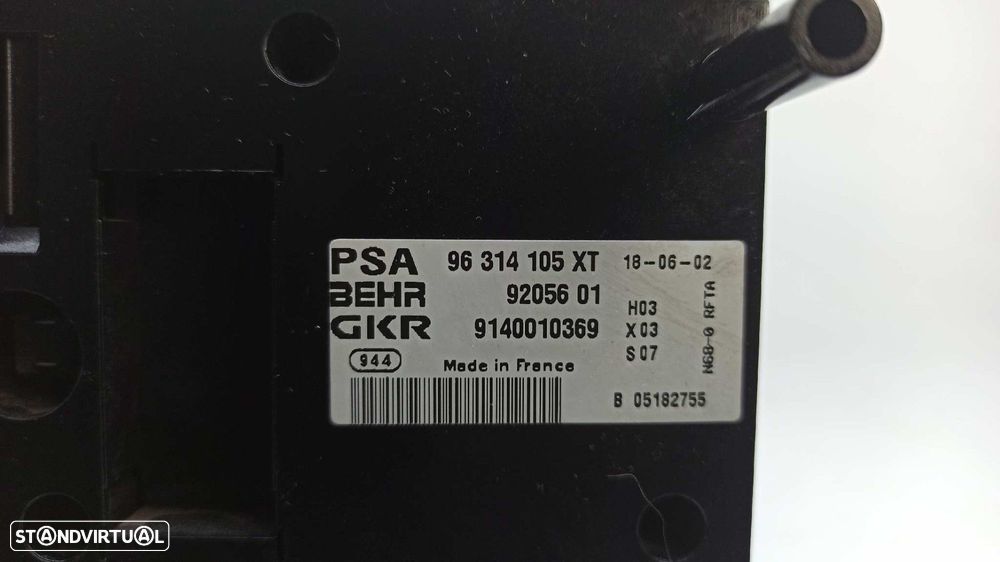 PSA 96 314 105 XT 18-06-02
BEHR 92056 01
GKR 9140010369
H03
X03
S07
N68-0 RFTA
944
Made in France
B 05182755
STANDVIRTUAL